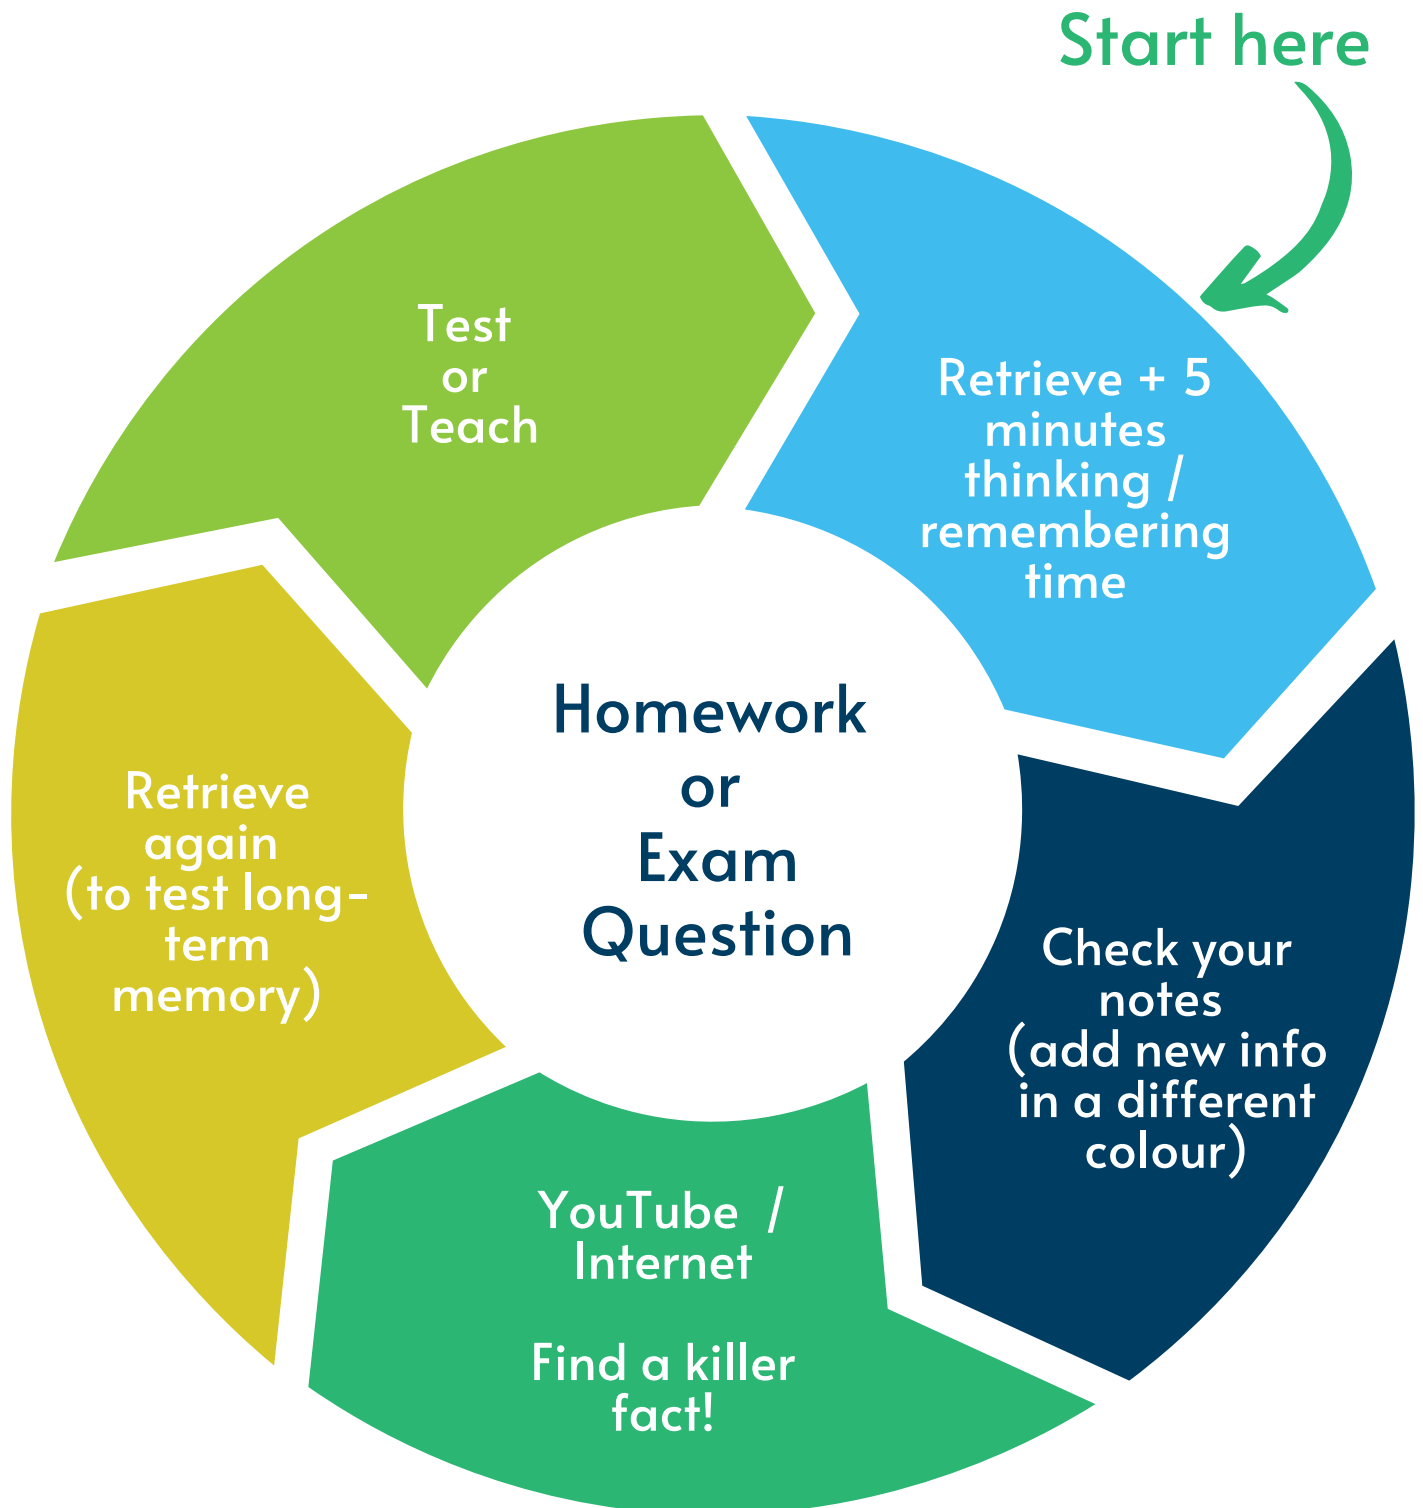 Start here
Retrieve + 5
minutes
thinking /
remembering
time
Check your
notes
(add new info
in a different
colour)
YouTube /
Internet
Find a killer
fact!
Retrieve
again
(to test long-
term
memory)
Test
or
Teach
Homework
or
Exam
Question